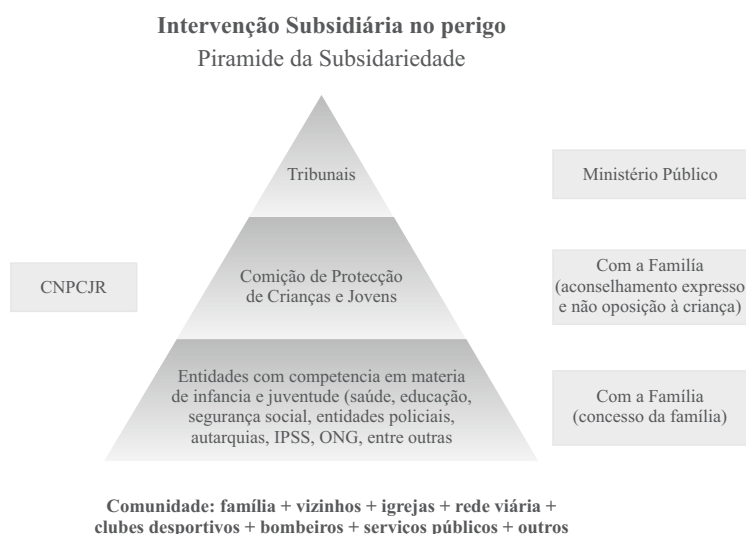 Intervenção Subsidiária no perigo
Piramide da Subsidariedade
Tribunais
Ministério Público
CNPCJR
Comição de Protecção
de Crianças e Jovens
Com a Familía
(aconselhamento expresso
e não oposição à criança)
Entidades com competencia em materia
de infancia e juventude (saúde, educação,
segurança social, entidades policiais,
autarquias, IPSS, ONG, entre outras
Com a Família
(concesso da família)
Comunidade: família + vizinhos + igrejas + rede viária +
clubes desportivos + bombeiros + serviços públicos + outros